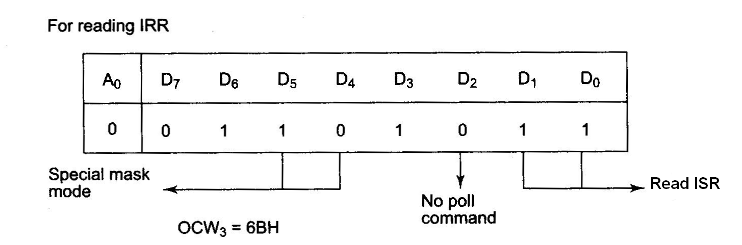 For reading IRR
A₀ D₇ D₆ D₅ D₄ D₃ D₂ D₁ D₀
0 0 1 1 0 1 0 1 1
Special mask
mode
Read ISR
No poll
command
OCW₃ = 6BH